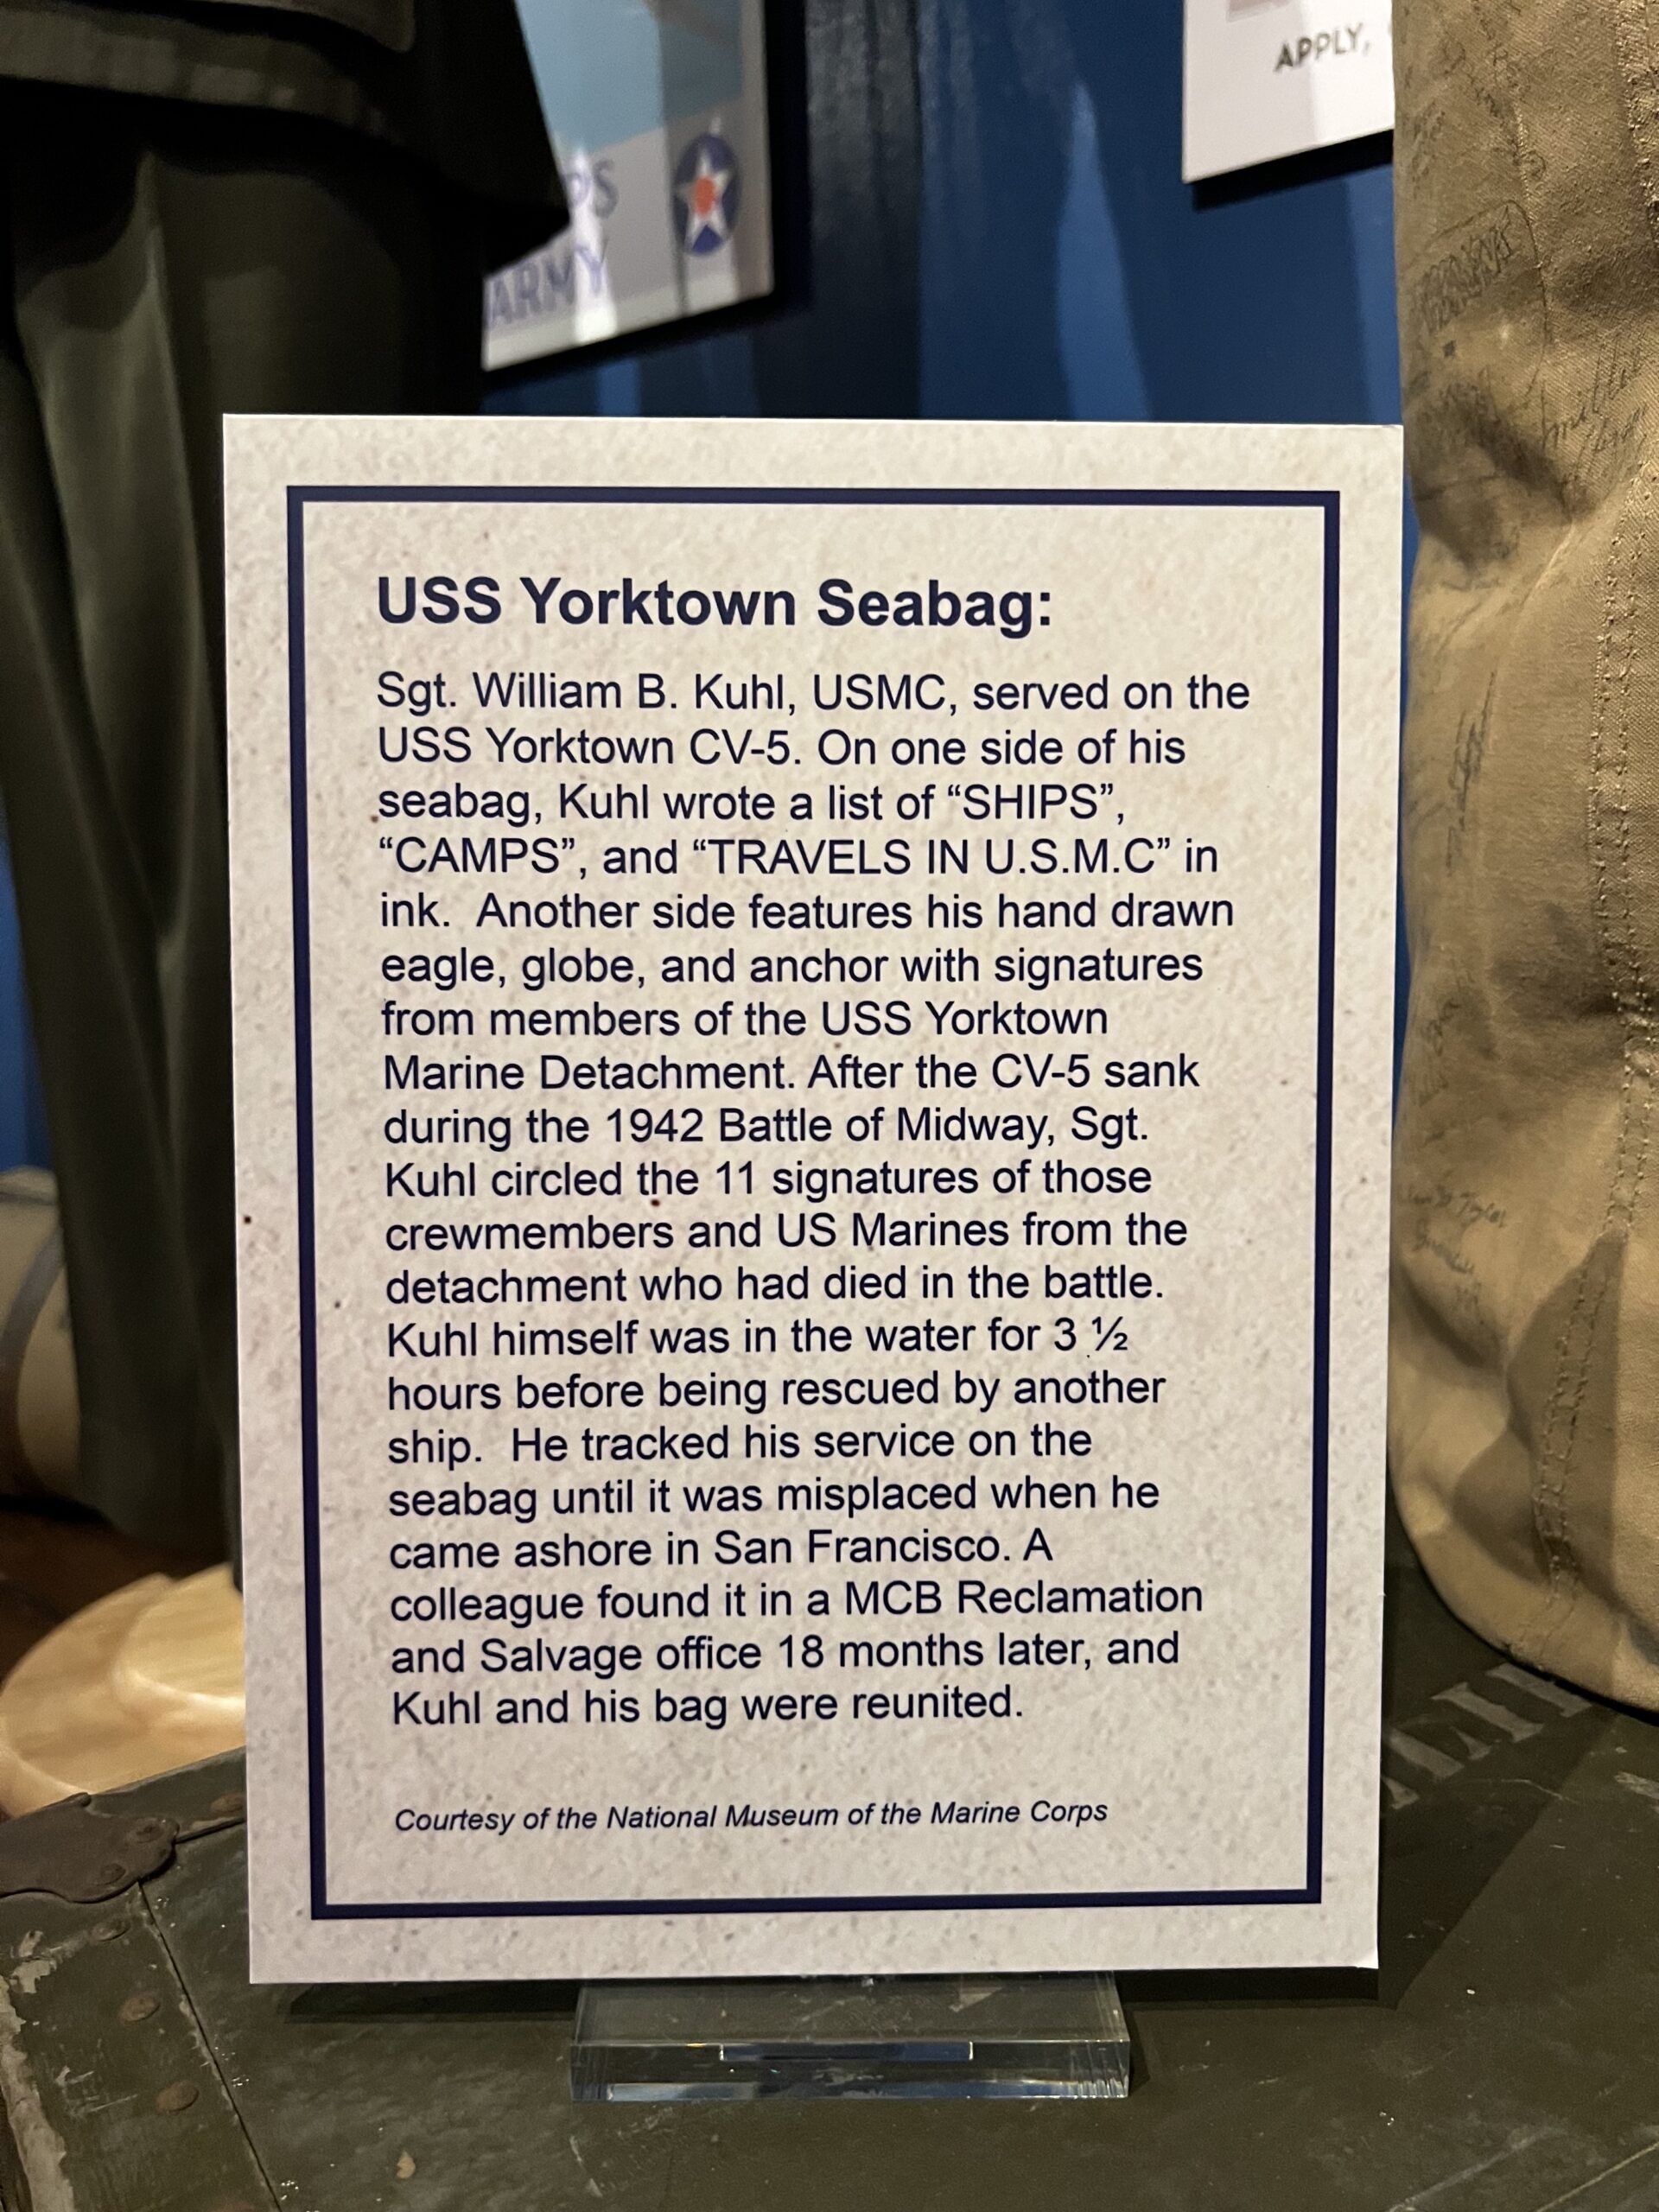 APPLY,
ARMY
USS Yorktown Seabag:
Sgt. William B. Kuhl, USMC, served on the
USS Yorktown CV-5. On one side of his
seabag, Kuhl wrote a list of “SHIPS”,
“CAMPS”, and “TRAVELS IN U.S.M.C” in
ink.  Another side features his hand drawn
eagle, globe, and anchor with signatures
from members of the USS Yorktown
Marine Detachment. After the CV-5 sank
during the 1942 Battle of Midway, Sgt.
Kuhl circled the 11 signatures of those
crewmembers and US Marines from the
detachment who had died in the battle.
Kuhl himself was in the water for 3 ½
hours before being rescued by another
ship.  He tracked his service on the
seabag until it was misplaced when he
came ashore in San Francisco. A
colleague found it in a MCB Reclamation
and Salvage office 18 months later, and
Kuhl and his bag were reunited.
Courtesy of the National Museum of the Marine Corps